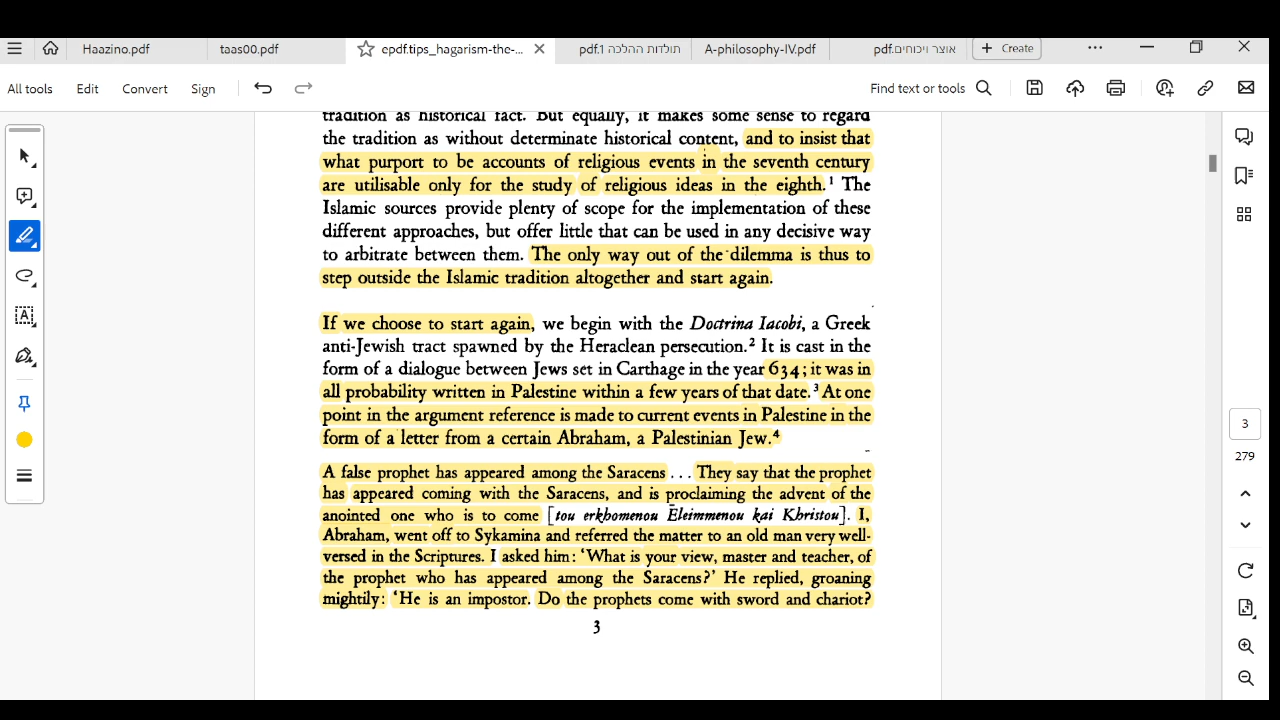 Haazino.pdf
taas00.pdf
epdf.tips_hagarism-the-...
תולדות ההלכה 1.pdf
A-philosophy-IV.pdf
אוצר ויכוחים.pdf
Create
All tools
Edit
Convert
Sign
Find text or tools
tradition as historical fact. But equally, it makes some sense to regard
the tradition as without determinate historical content, and to insist that
what purport to be accounts of religious events in the seventh century
are utilisable only for the study of religious ideas in the eighth.¹ The
Islamic sources provide plenty of scope for the implementation of these
different approaches, but offer little that can be used in any decisive way
to arbitrate between them. The only way out of the dilemma is thus to
step outside the Islamic tradition altogether and start again.
If we choose to start again, we begin with the Doctrina Iacobi, a Greek
anti-Jewish tract spawned by the Heraclean persecution.² It is cast in the
form of a dialogue between Jews set in Carthage in the year 634; it was in
all probability written in Palestine within a few years of that date.³ At one
point in the argument reference is made to current events in Palestine in the
form of a letter from a certain Abraham, a Palestinian Jew.⁴
A false prophet has appeared among the Saracens . . . They say that the prophet
has appeared coming with the Saracens, and is proclaiming the advent of the
anointed one who is to come [tou erkhomenou Ēleimmenou kai Khristou]. I,
Abraham, went off to Sykamina and referred the matter to an old man very well-
versed in the Scriptures. I asked him: 'What is your view, master and teacher, of
the prophet who has appeared among the Saracens?' He replied, groaning
mightily: 'He is an impostor. Do the prophets come with sword and chariot?
3
3
279